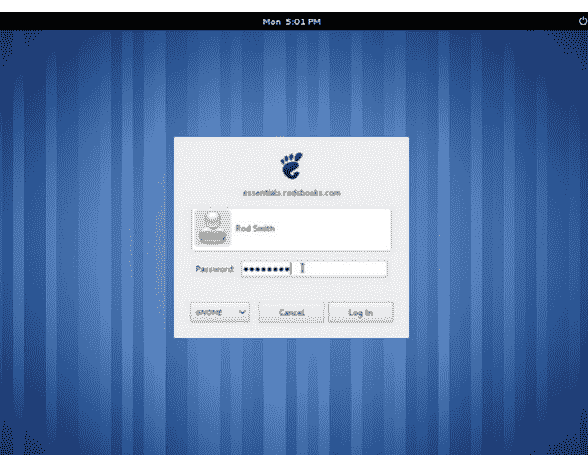 Mon 5:01 PM
essentials.rodsbooks.com
Rod Smith
Password:
GNOME
Cancel
Log In